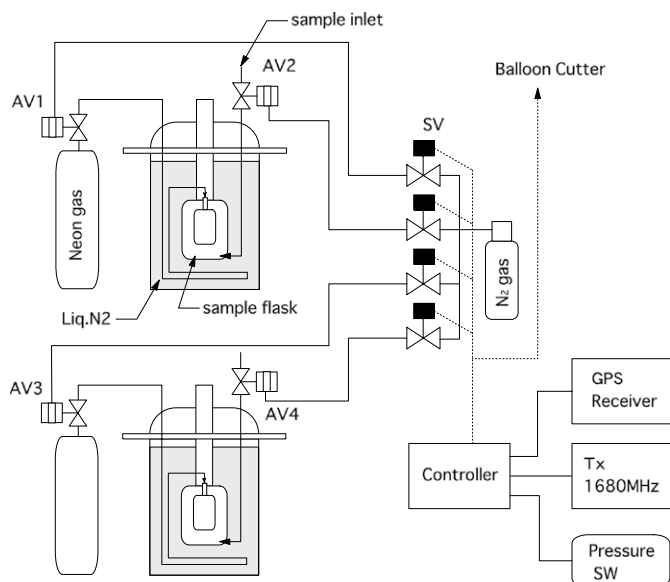 sample inlet
AV2
Balloon Cutter
AV1
SV
Neon gas
N2 gas
Liq.N2
sample flask
AV3
AV4
GPS
Receiver
Controller
Tx
1680MHz
Pressure
SW